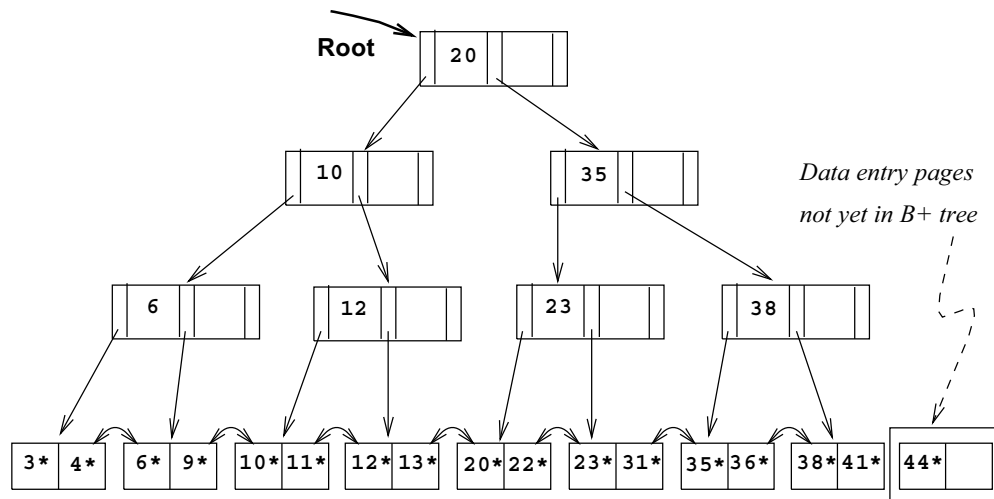 Root
20
10
35
Data entry pages
not yet in B+ tree
6
12
23
38
3* 4* 6* 9* 10* 11* 12* 13* 20* 22* 23* 31* 35* 36* 38* 41* 44*